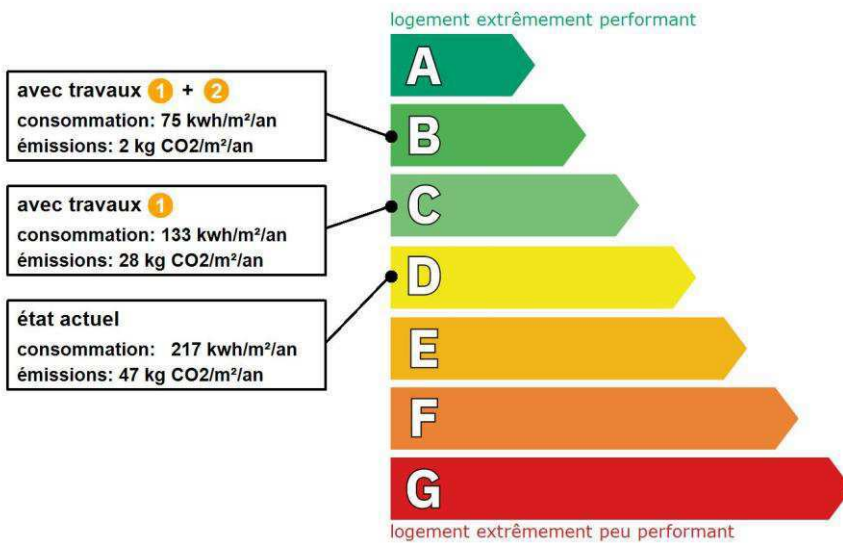 logement extrêmement performant
avec travaux 1 + 2
consommation: 75 kwh/m²/an
émissions: 2 kg CO2/m²/an
avec travaux 1
consommation: 133 kwh/m²/an
émissions: 28 kg CO2/m²/an
état actuel
consommation: 217 kwh/m²/an
émissions: 47 kg CO2/m²/an
A
B
C
D
E
F
G
logement extrêmement peu performant